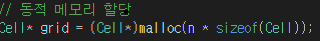 // 동적 메모리 할당
Cell* grid = (Cell*)malloc(n * sizeof(Cell));